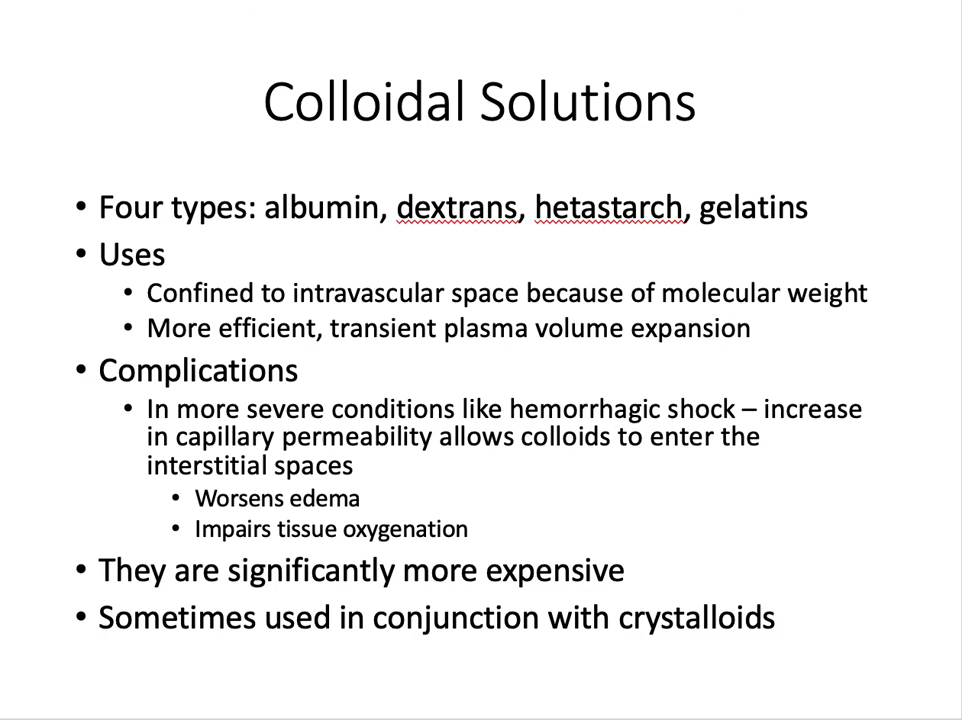 Colloidal Solutions
• Four types: albumin, dextrans, hetastarch, gelatins
• Uses
• Confined to intravascular space because of molecular weight
• More efficient, transient plasma volume expansion
• Complications
• In more severe conditions like hemorrhagic shock – increase
in capillary permeability allows colloids to enter the
interstitial spaces
• Worsens edema
• Impairs tissue oxygenation
• They are significantly more expensive
• Sometimes used in conjunction with crystalloids